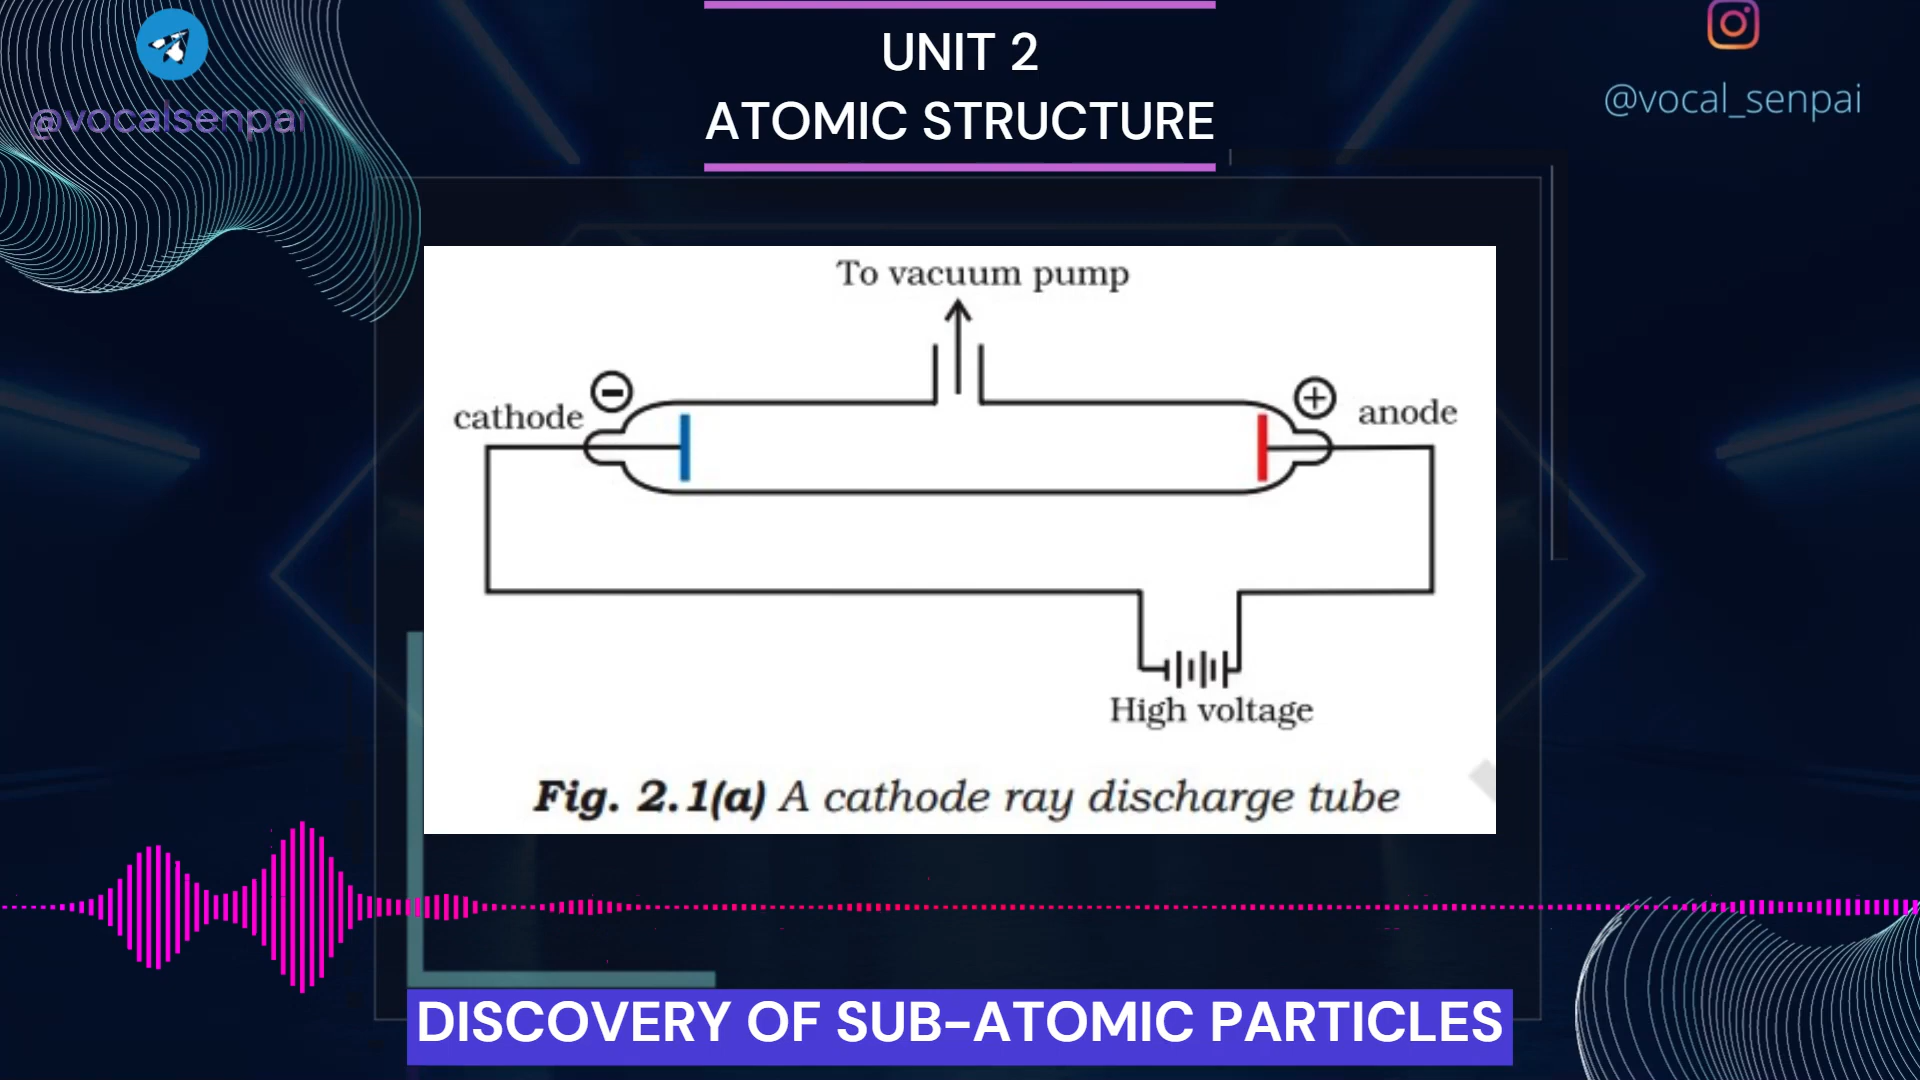 UNIT 2
ATOMIC STRUCTURE
@vocalsenpai
@vocal_senpai
To vacuum pump
cathode
anode
High voltage
Fig. 2.1(a) A cathode ray discharge tube
DISCOVERY OF SUB-ATOMIC PARTICLES